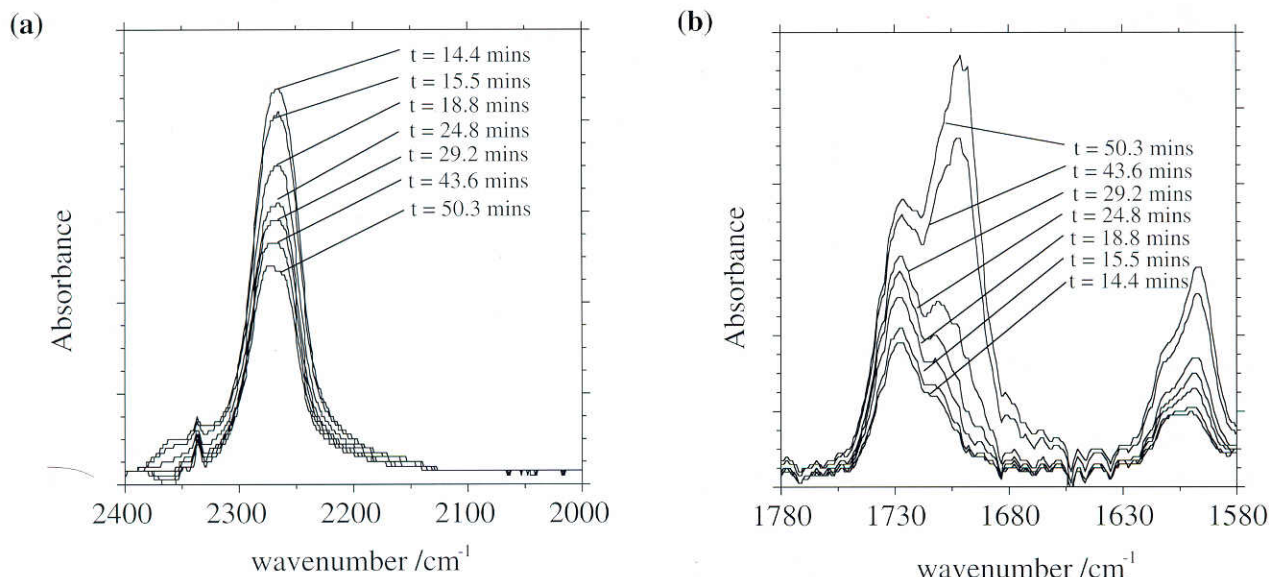 (a)
t = 14.4 mins
t = 15.5 mins
t = 18.8 mins
t = 24.8 mins
t = 29.2 mins
t = 43.6 mins
t = 50.3 mins
Absorbance
2400 2300 2200 2100 2000
wavenumber /cm-1
(b)
t = 50.3 mins
t = 43.6 mins
t = 29.2 mins
t = 24.8 mins
t = 18.8 mins
t = 15.5 mins
t = 14.4 mins
Absorbance
1780 1730 1680 1630 1580
wavenumber /cm-1